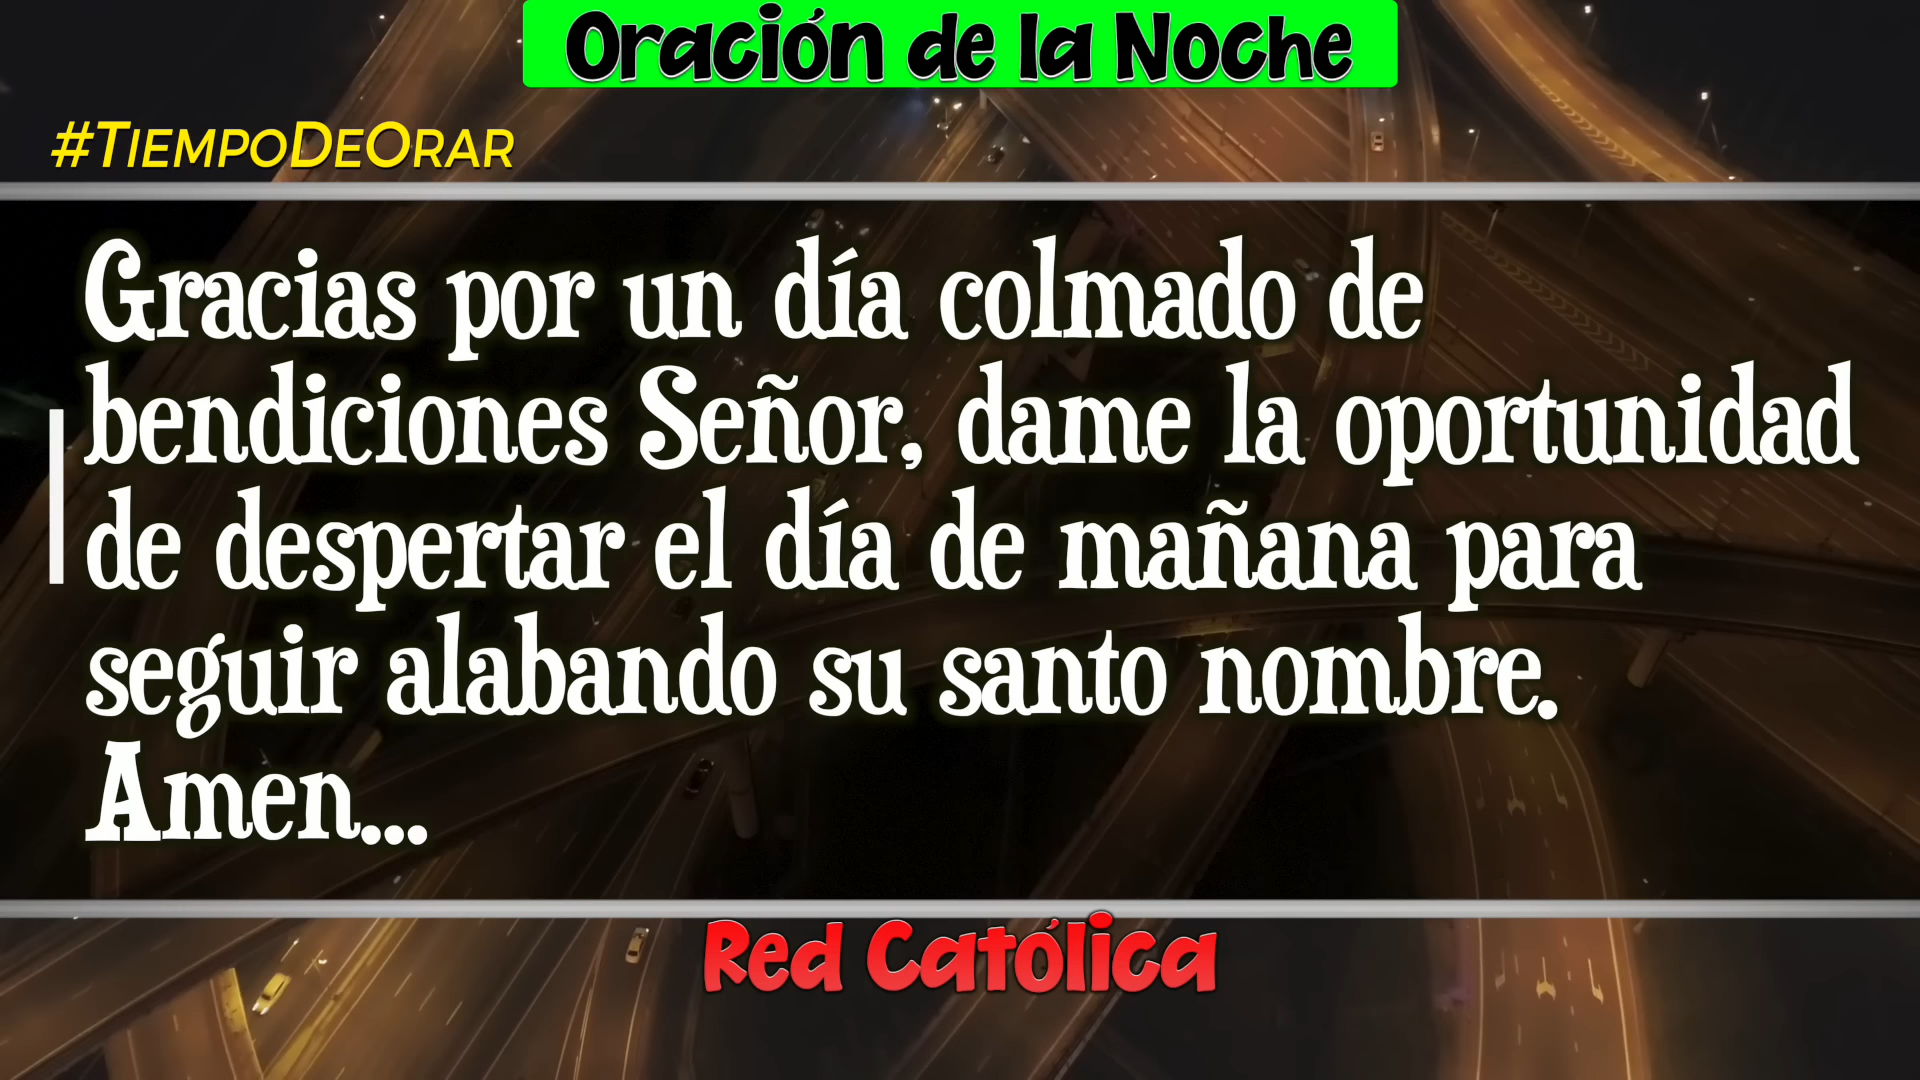 Oración de la Noche
#TiempoDeOrar
Gracias por un día colmado de
bendiciones Señor, dame la oportunidad
de despertar el día de mañana para
seguir alabando su santo nombre.
Amen...
Red Católica